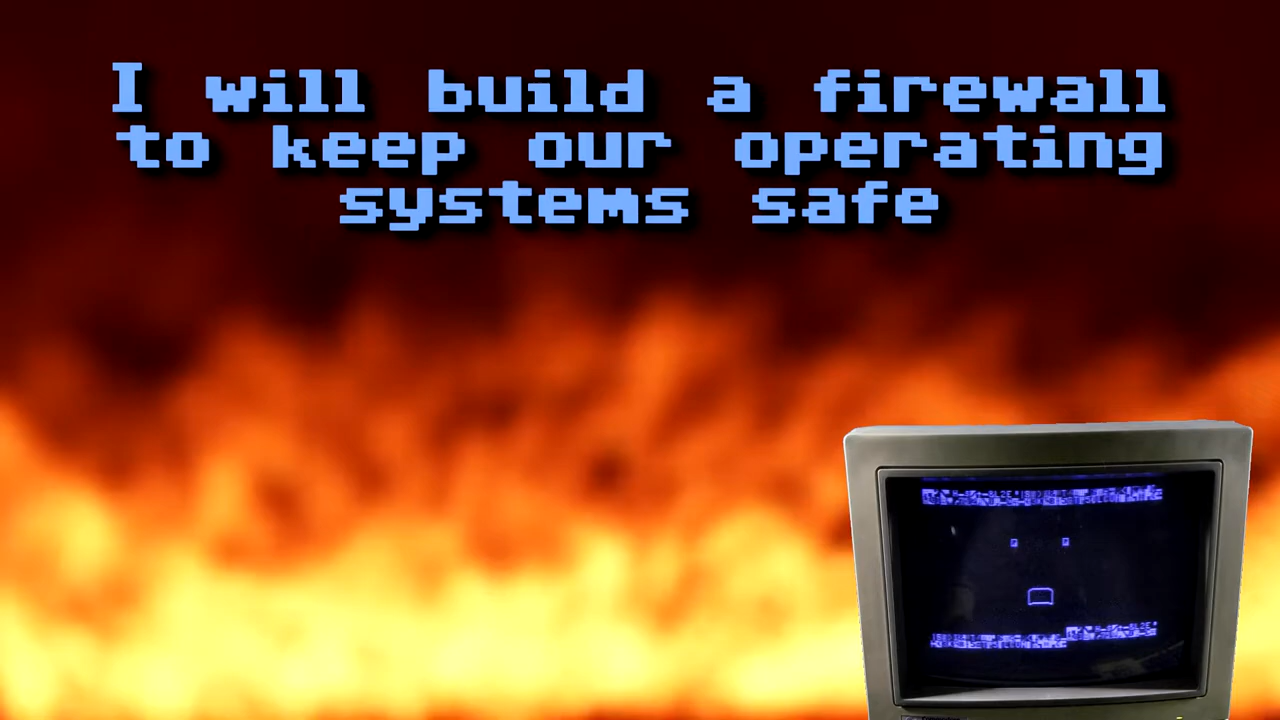 I will build a firewall
to keep our operating
systems safe